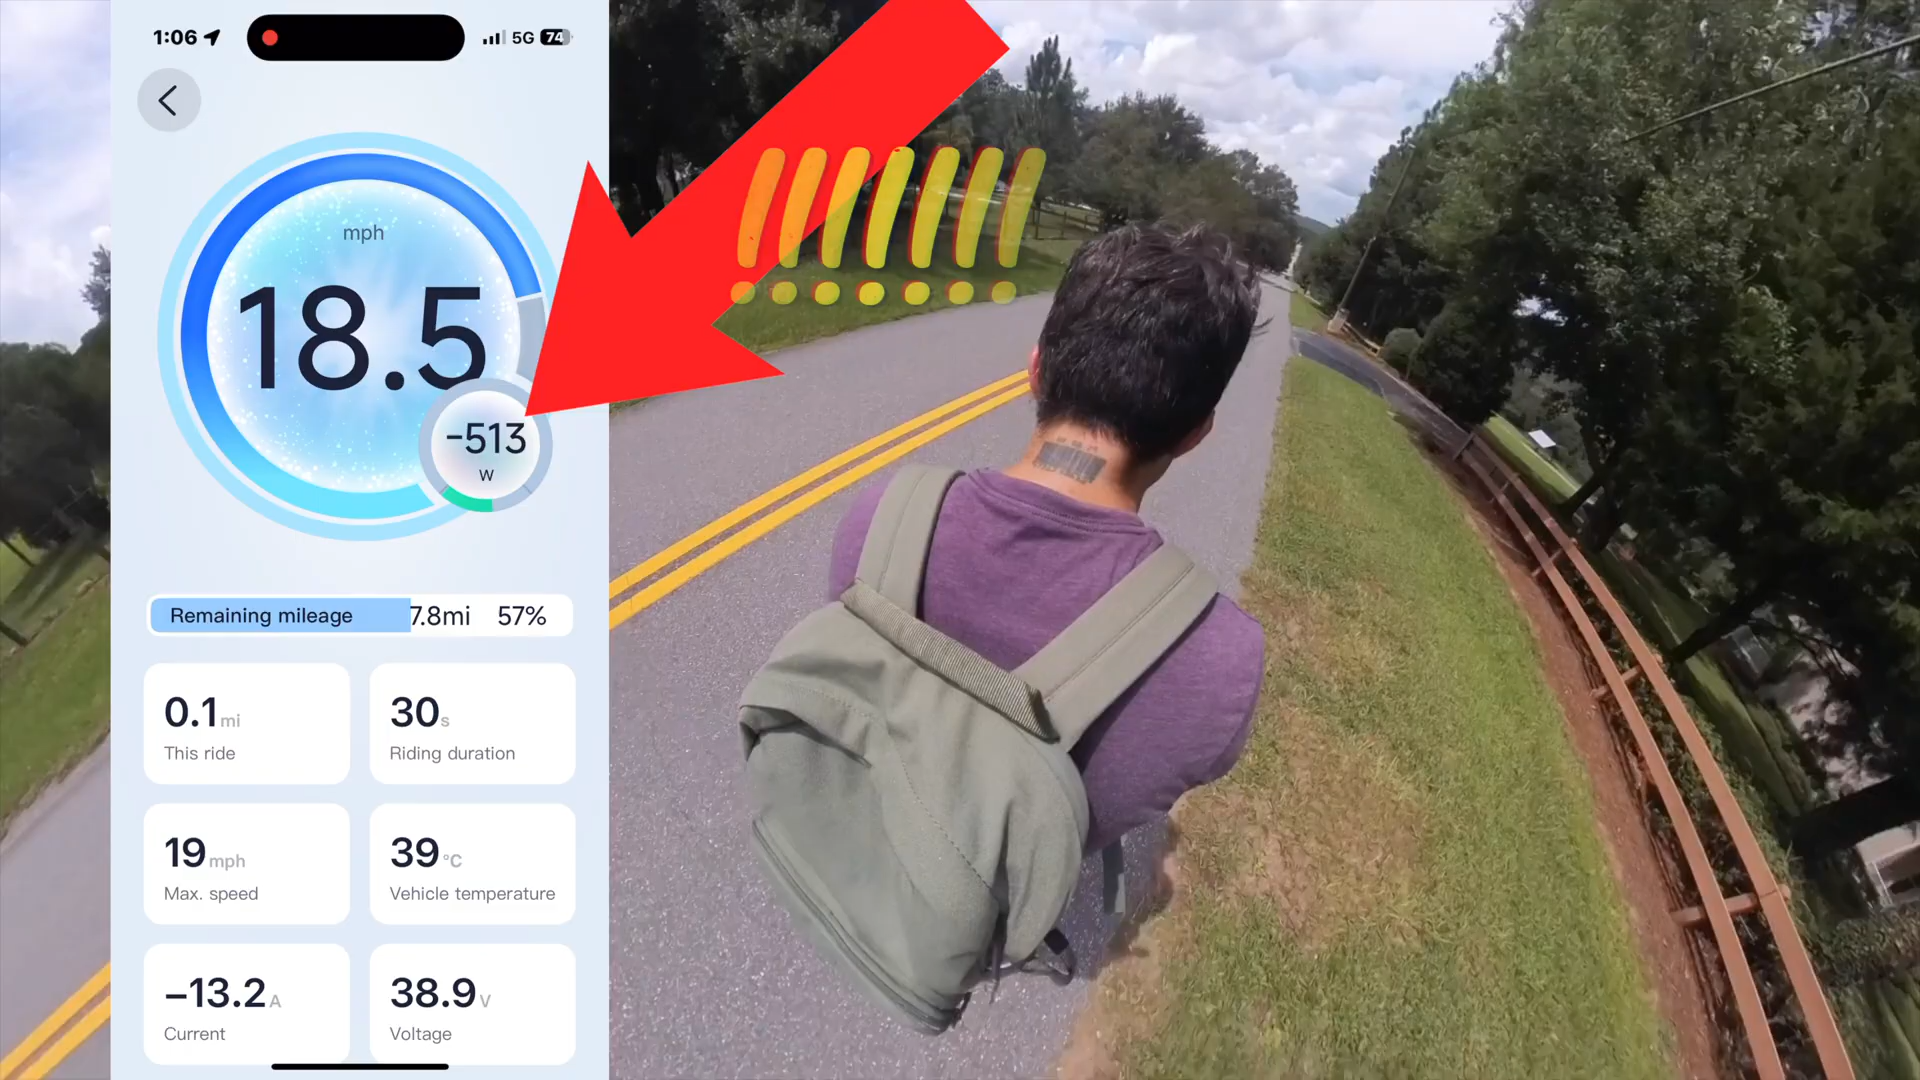 1:06 5G 74
mph
18.5
-513
W
Remaining mileage 7.8mi 57%
0.1mi
This ride
30s
Riding duration
19mph
Max. speed
39°C
Vehicle temperature
-13.2A
Current
38.9V
Voltage
!!!!!!!